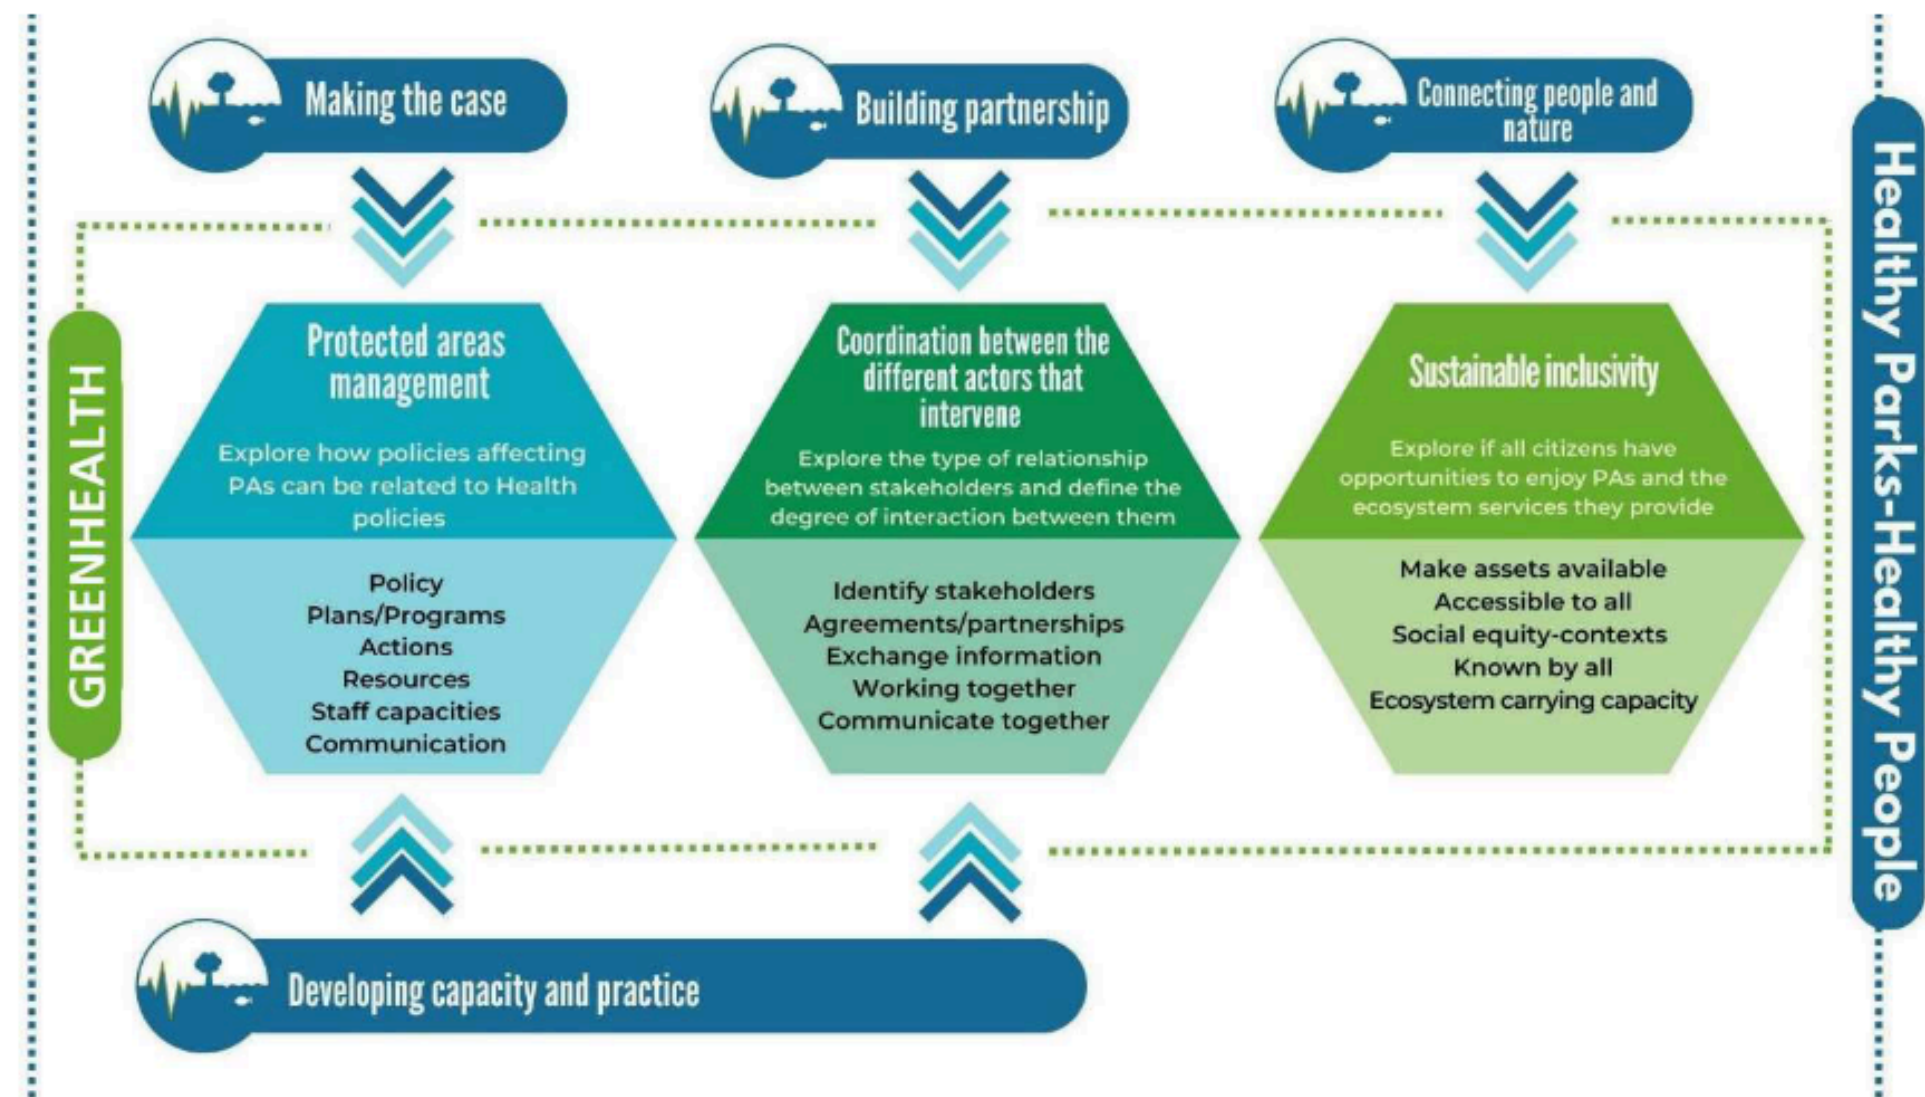 Making the case
Building partnership
Connecting people and
nature
GREENHEALTH
Protected areas
management
Explore how policies affecting
PAs can be related to Health
policies
Policy
Plans/Programs
Actions
Resources
Staff capacities
Communication
Coordination between the
different actors that
intervene
Explore the type of relationship
between stakeholders and define the
degree of interaction between them
Identify stakeholders
Agreements/partnerships
Exchange information
Working together
Communicate together
Sustainable inclusivity
Explore if all citizens have
opportunities to enjoy PAs and the
ecosystem services they provide
Make assets available
Accessible to all
Social equity-contexts
Known by all
Ecosystem carrying capacity
Healthy Parks-Healthy People
Developing capacity and practice